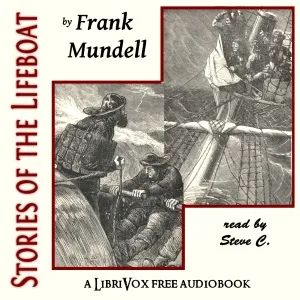 STORIES OF THE LIFEBOAT
by Frank
Mundell
read by
Steve C.
A LIBRIVOX FREE AUDIOBOOK